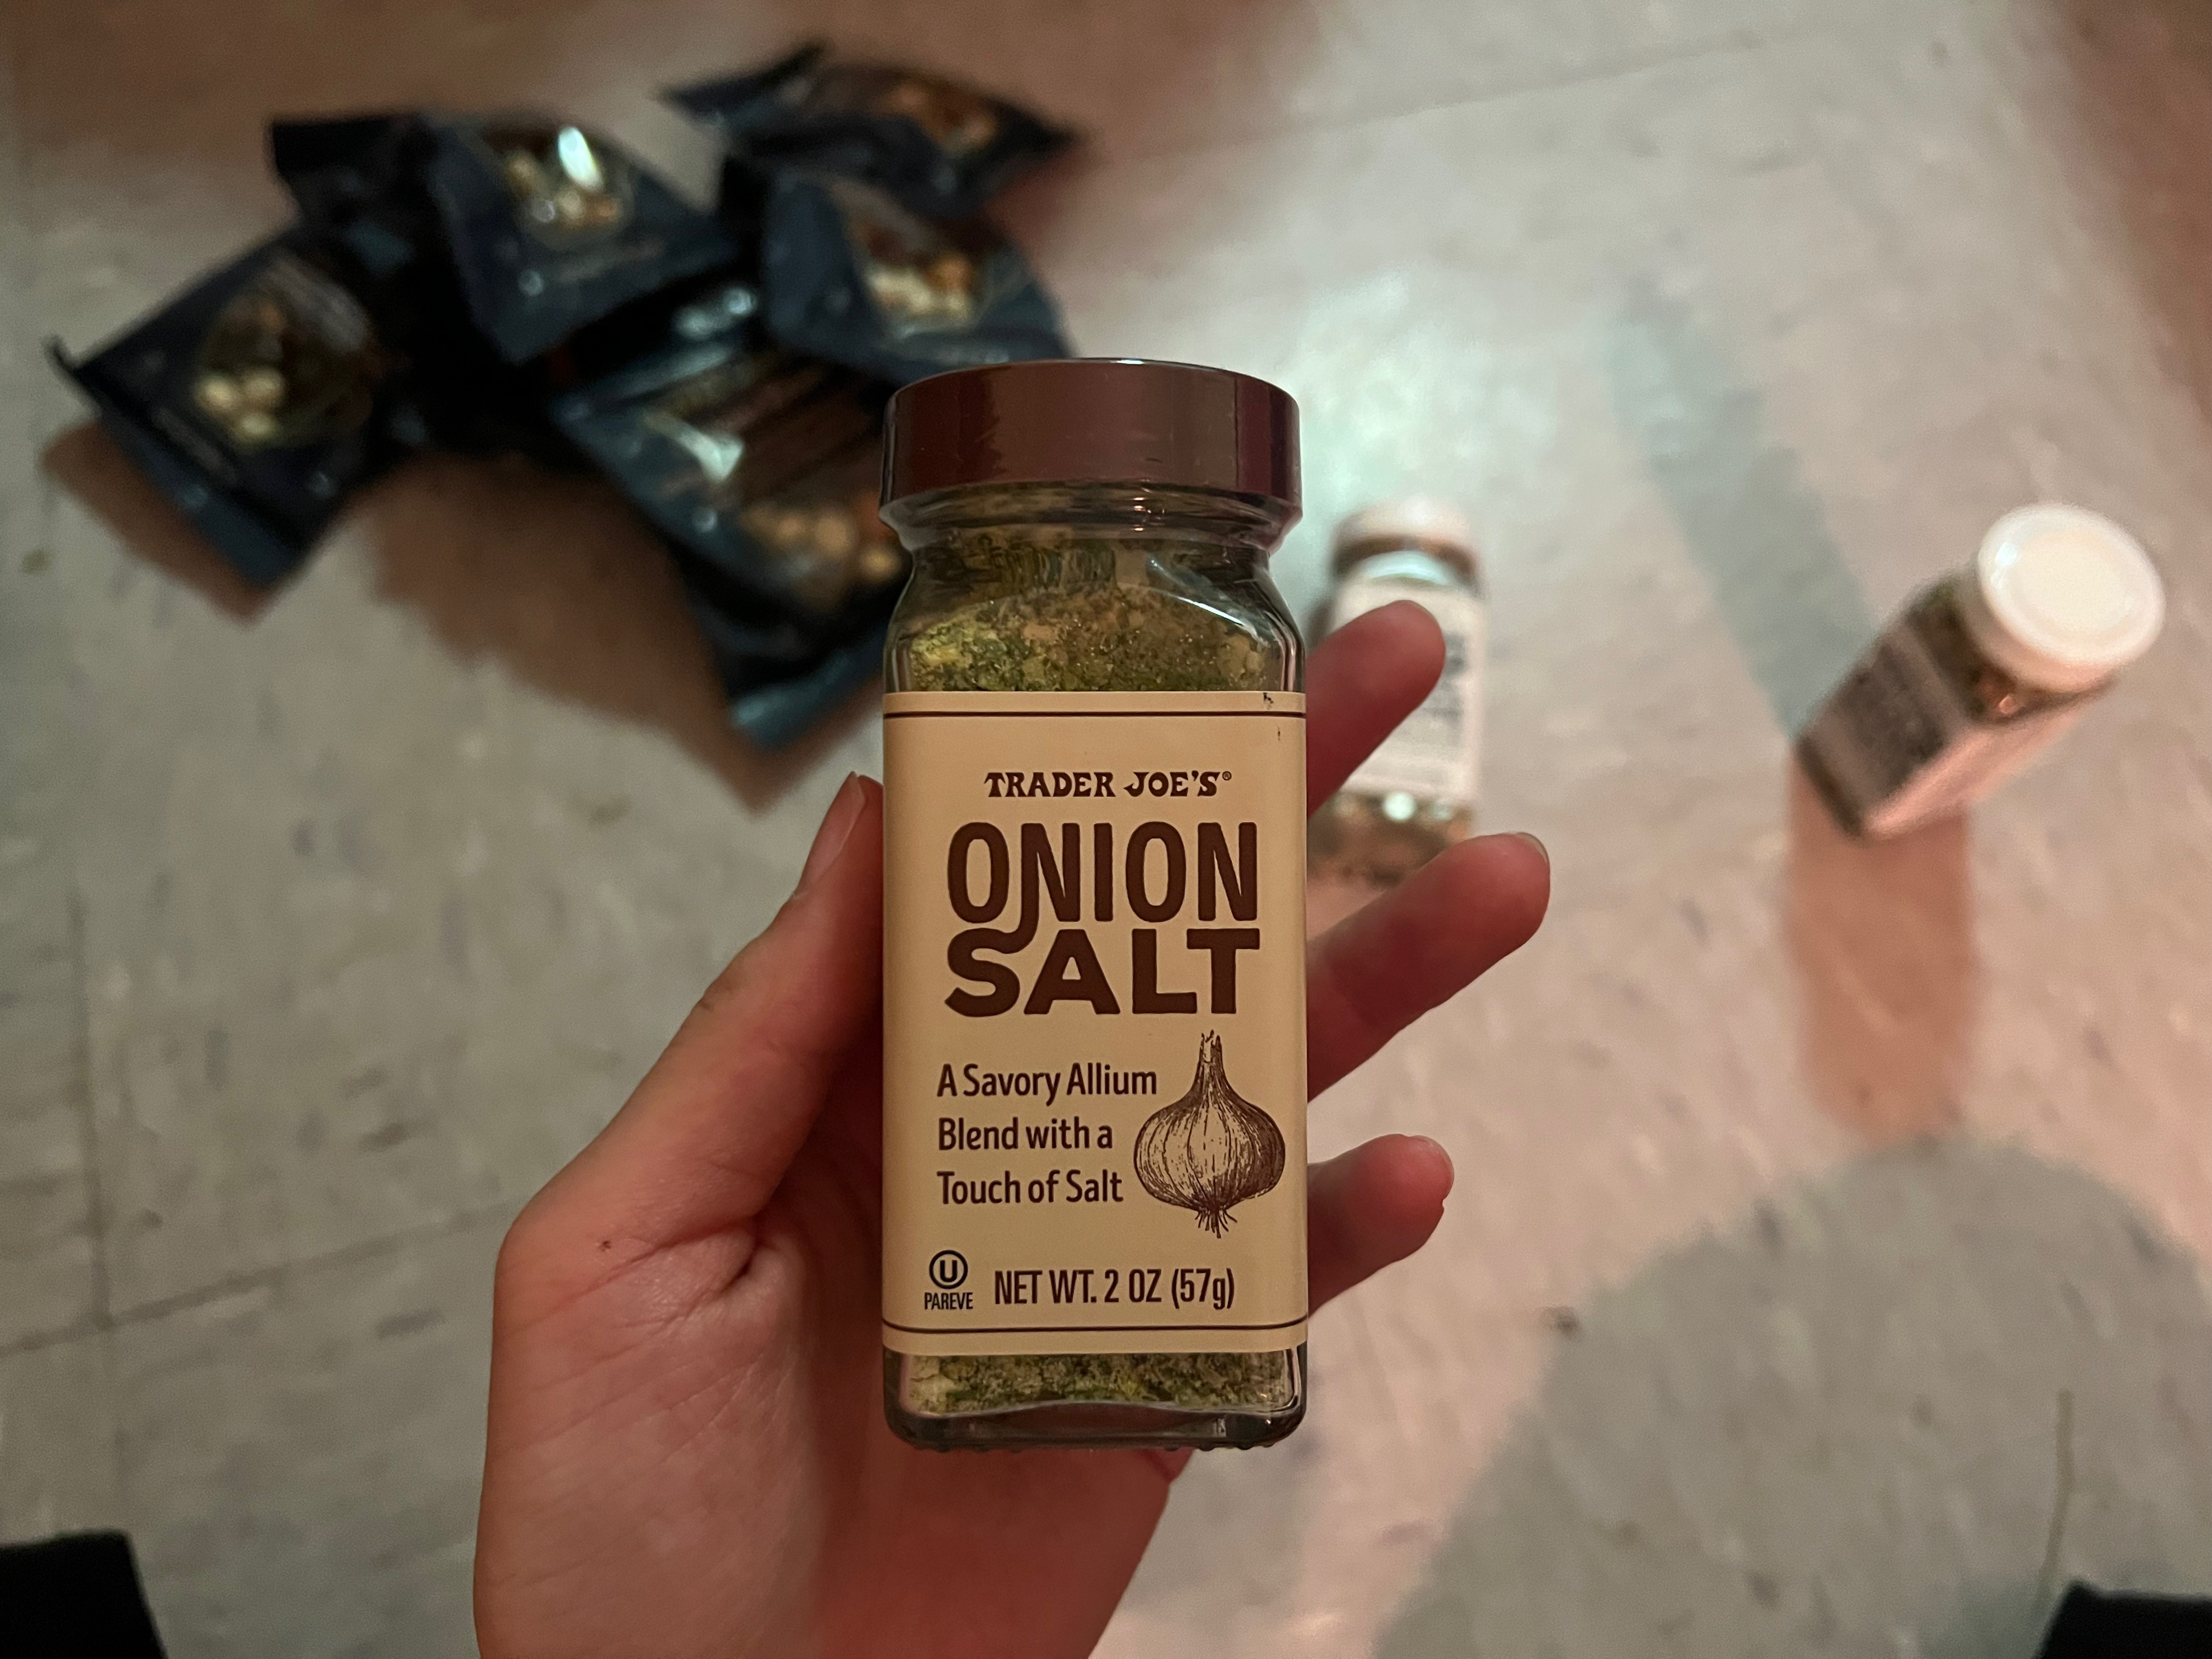 TRADER JOE'S®
ONION
SALT
A Savory Allium
Blend with a
Touch of Salt
U
PAREVE
NET WT. 2 OZ (57g)